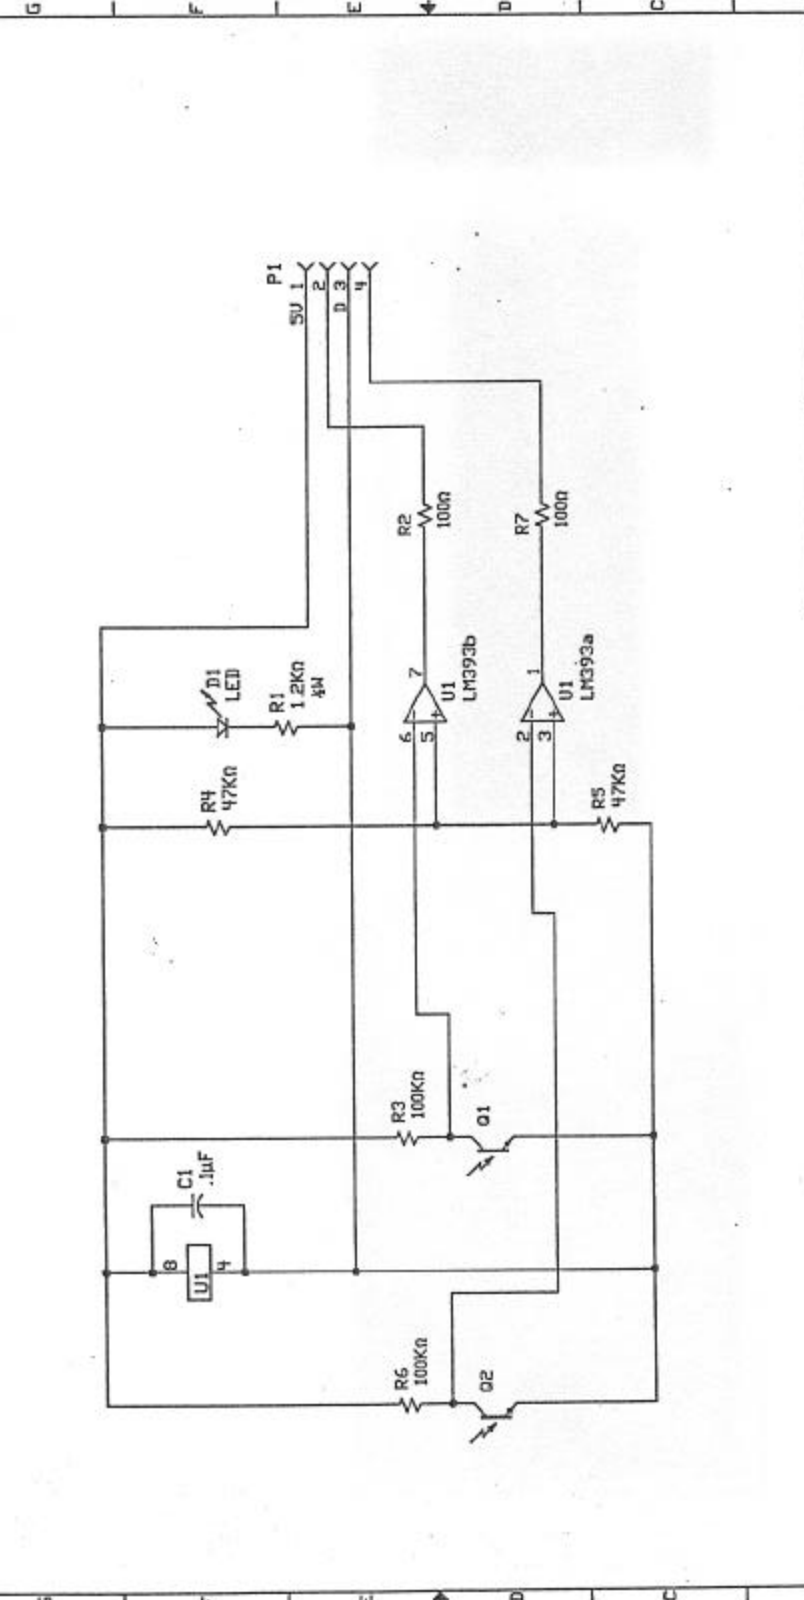 G
F
E
D
C
P1
5V 1
2
D 3
4
R2
100Ω
R7
100Ω
D1
LED
R1
1.2KΩ
¼W
7
U1
LM393b
6
5
-
+
1
U1
LM393a
2
3
-
+
R4
47KΩ
R5
47KΩ
R3
100KΩ
Q1
C1
.1µF
8
U1
4
R6
100KΩ
Q2
D
C